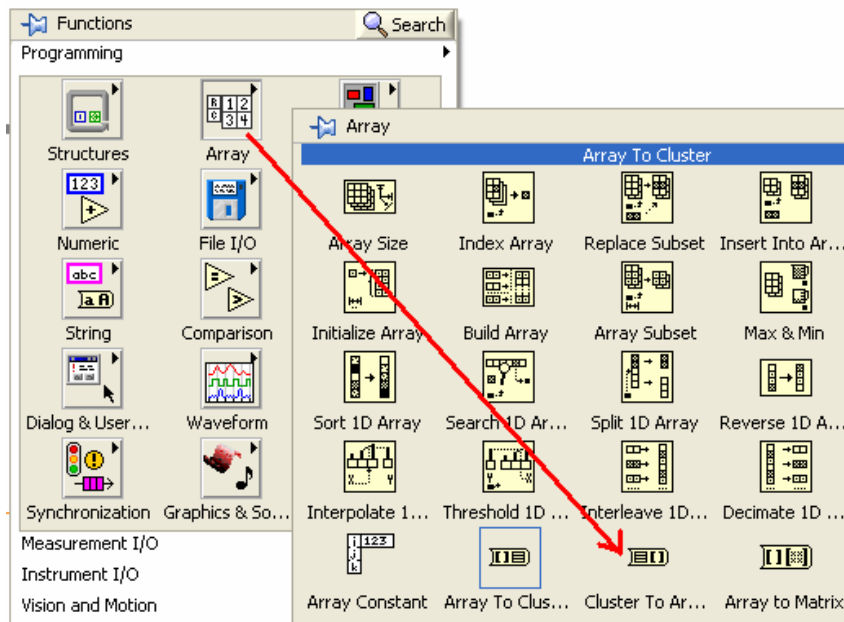 Functions
Search
Programming
Structures
Array
Numeric
File I/O
String
Comparison
Dialog & User...
Waveform
Synchronization
Graphics & So...
Measurement I/O
Instrument I/O
Vision and Motion
Array
Array To Cluster
Array Size
Index Array
Replace Subset
Insert Into Ar...
Initialize Array
Build Array
Array Subset
Max & Min
Sort 1D Array
Search 1D Ar...
Split 1D Array
Reverse 1D A...
Interpolate 1...
Threshold 1D ...
Interleave 1D...
Decimate 1D ...
Array Constant
Array To Clus...
Cluster To Ar...
Array to Matrix